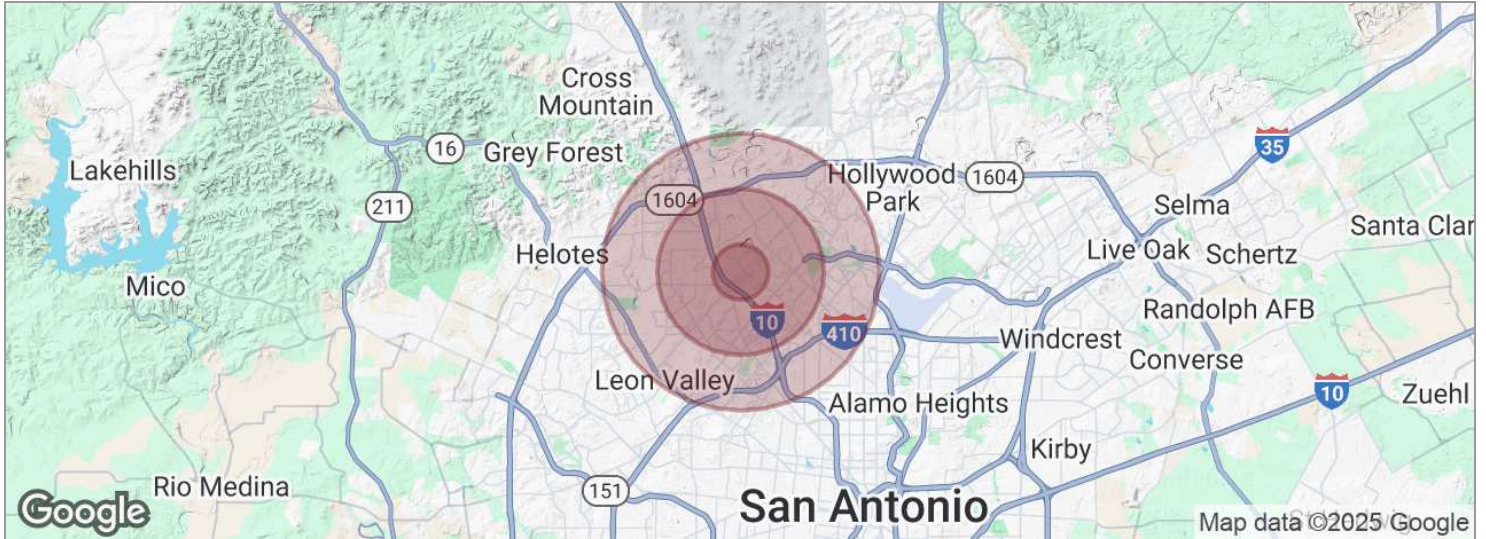 Cross
Mountain
16
Grey Forest
35
Lakehills
Hollywood
Park
1604
1604
211
Selma
Santa Clar
Helotes
Live Oak
Schertz
Mico
Randolph AFB
10
410
Windcrest
Converse
Leon Valley
10
Zuehl
Alamo Heights
Kirby
Rio Medina
151
San Antonio
Google
Map data ©2025 Google